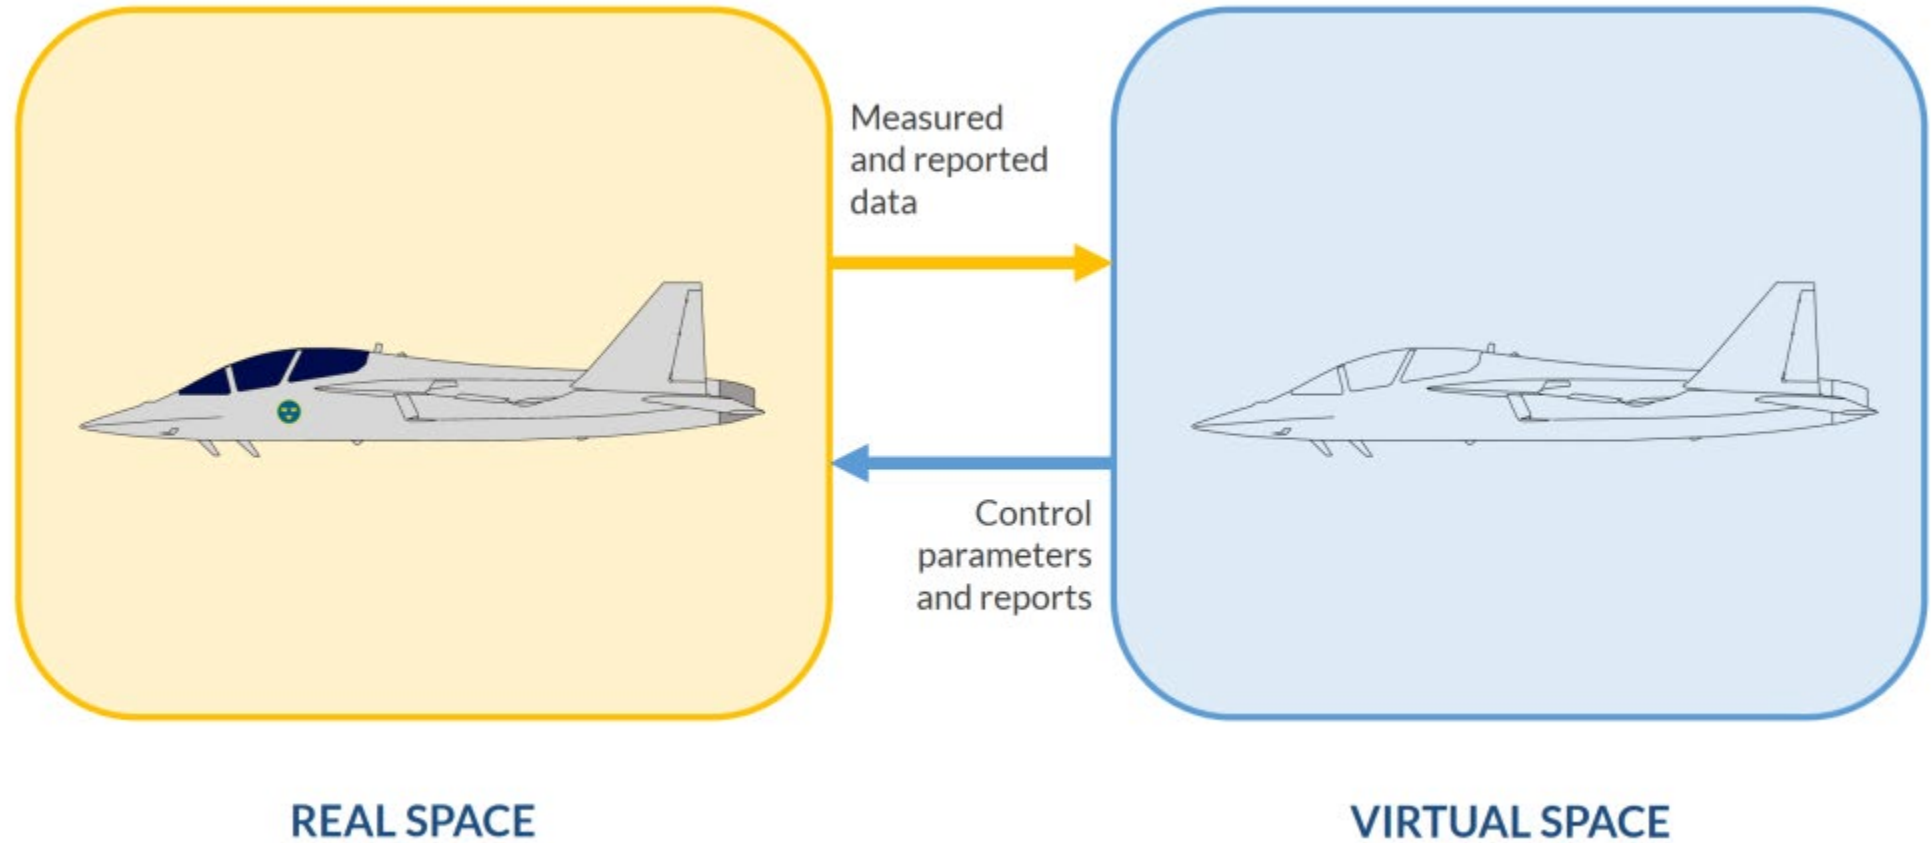 Measured
and reported
data
Control
parameters
and reports
REAL SPACE
VIRTUAL SPACE